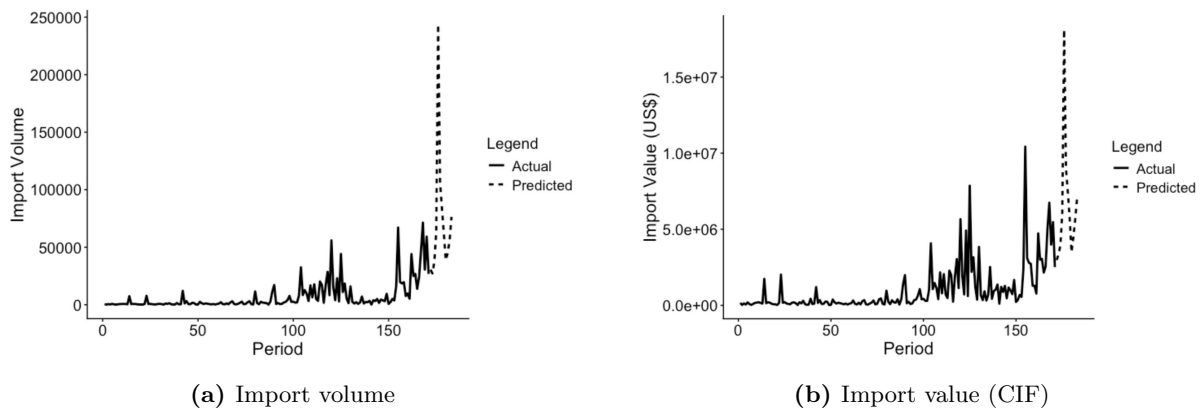 250000
200000
150000
100000
50000
0
Import Volume
0
50
100
150
Period
Legend
Actual
Predicted
(a) Import volume
1.5e+07
1.0e+07
5.0e+06
0.0e+00
Import Value (US$)
0
50
100
150
Period
Legend
Actual
Predicted
(b) Import value (CIF)